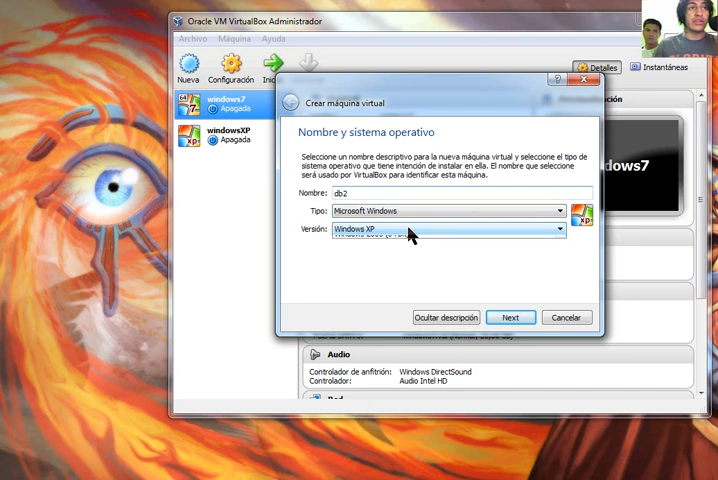 Oracle VM VirtualBox Administrador
Archivo Máquina Ayuda
Nueva Configuración Detalles Instantáneas
64
7
windows7
Apagada
xp
windowsXP
Apagada
?
Crear máquina virtual
Nombre y sistema operativo
Seleccione un nombre descriptivo para la nueva máquina virtual y seleccione el tipo de
sistema operativo que tiene intención de instalar en ella. El nombre que seleccione
será usado por VirtualBox para identificar esta máquina.
Nombre: db2
Tipo: Microsoft Windows
xp
Versión: Windows XP
Ocultar descripción Next Cancelar
Audio
Controlador de anfitrión: Windows DirectSound
Controlador: Audio Intel HD